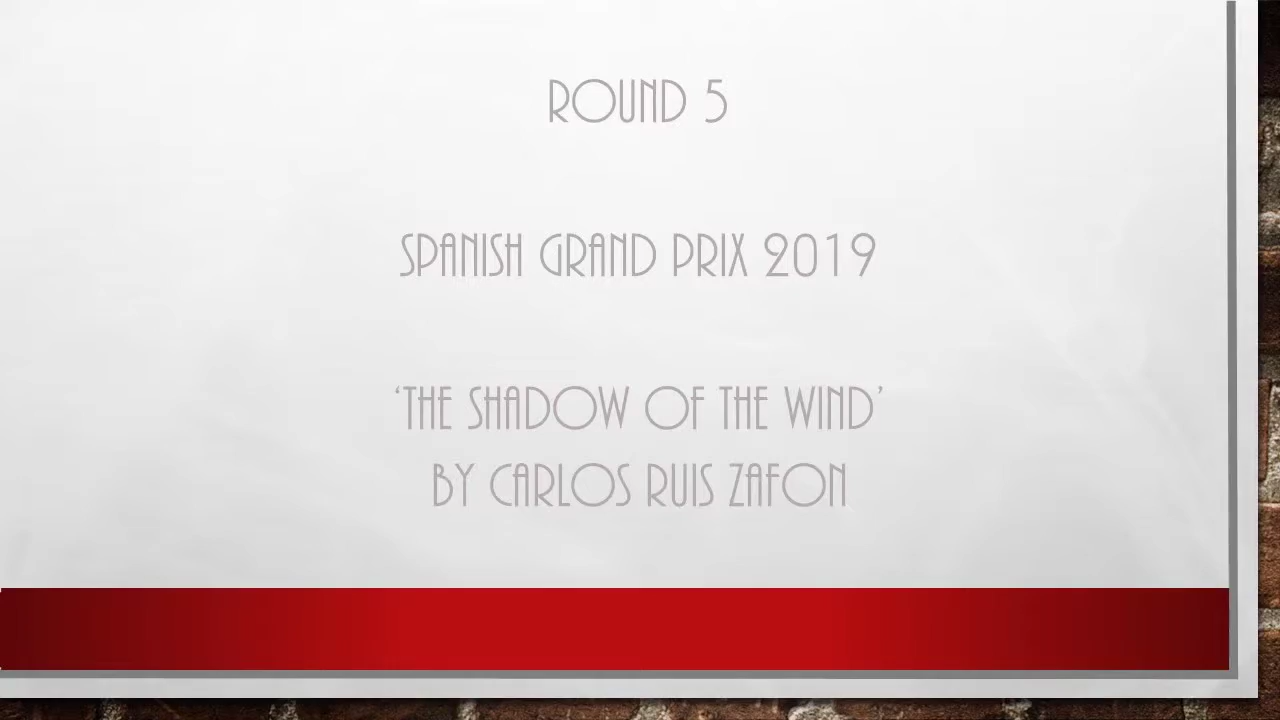 ROUND 5
SPANISH GRAND PRIX 2019
‘THE SHADOW OF THE WIND’
BY CARLOS RUIS ZAFON